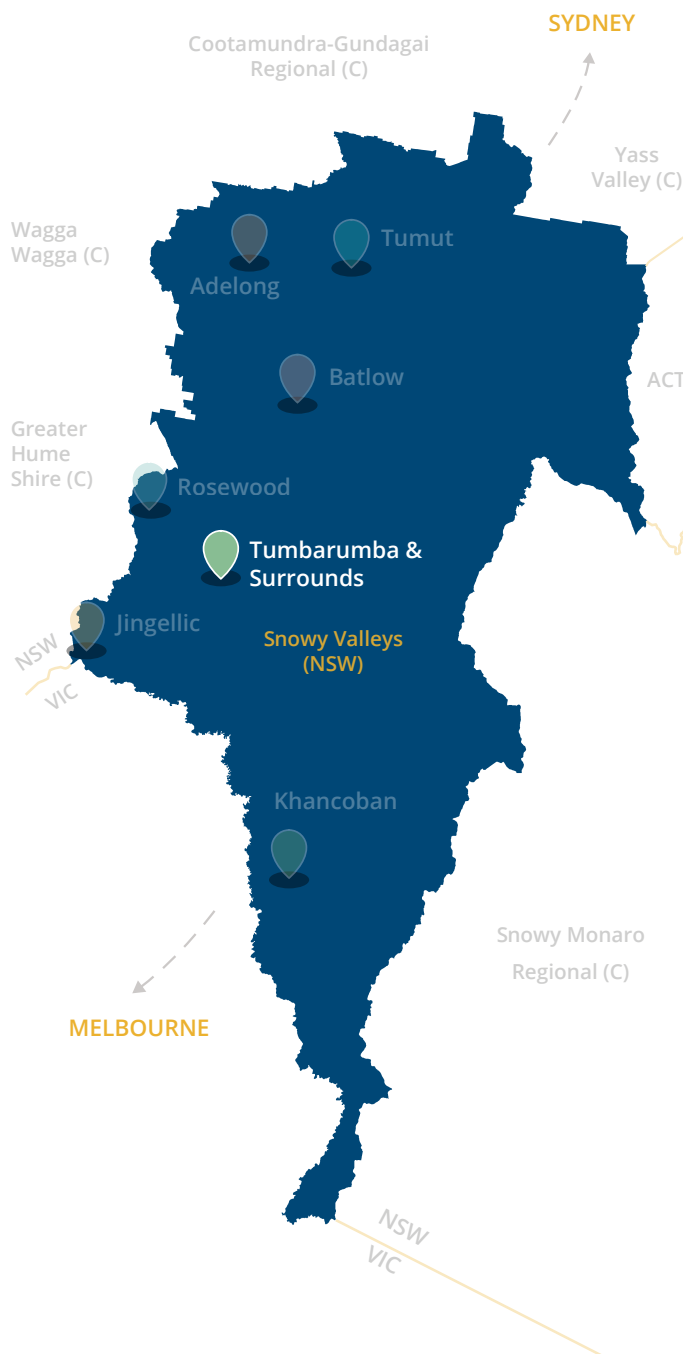 SYDNEY
Cootamundra-Gundagai
Regional (C)
Yass
Valley (C)
Wagga
Wagga (C)
Tumut
Adelong
Batlow
ACT
Greater
Hume
Shire (C)
Rosewood
Tumbarumba &
Surrounds
Jingellic
Snowy Valleys
(NSW)
NSW
VIC
Khancoban
Snowy Monaro
Regional (C)
MELBOURNE
NSW
VIC